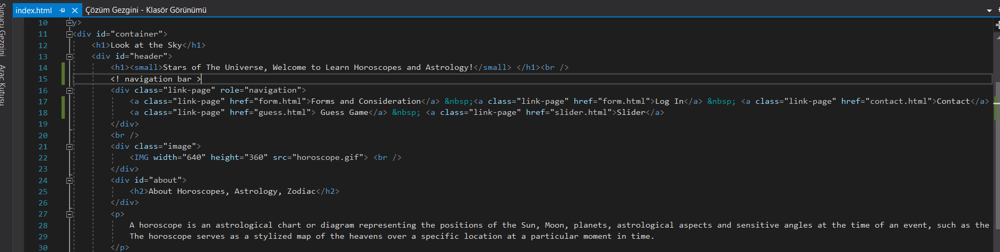 Sunucu Gezgini
Araç Kutusu
index.html
Çözüm Gezgini - Klasör Görünümü
10 y>
11 <div id="container">
12 <h1>Look at the Sky</h1>
13 <div id="header">
14 <h1><small>Stars of The Universe, Welcome to Learn Horoscopes and Astrology!</small> </h1><br />
15 <! navigation bar >
16 <div class="link-page" role="navigation">
17 <a class="link-page" href="form.html">Forms and Consideration</a> &nbsp;<a class="link-page" href="form.html">Log In</a> &nbsp; <a class="link-page" href="contact.html">Contact</a>
18 <a class="link-page" href="guess.html"> Guess Game</a> &nbsp; <a class="link-page" href="slider.html">Slider</a>
19 </div>
20 <br />
21 <div class="image">
22 <IMG width="640" height="360" src="horoscope.gif"> <br />
23 </div>
24 <div id="about">
25 <h2>About Horoscopes, Astrology, Zodiac</h2>
26 </div>
27 <p>
28 A horoscope is an astrological chart or diagram representing the positions of the Sun, Moon, planets, astrological aspects and sensitive angles at the time of an event, such as the
29 The horoscope serves as a stylized map of the heavens over a specific location at a particular moment in time.
30 </p>